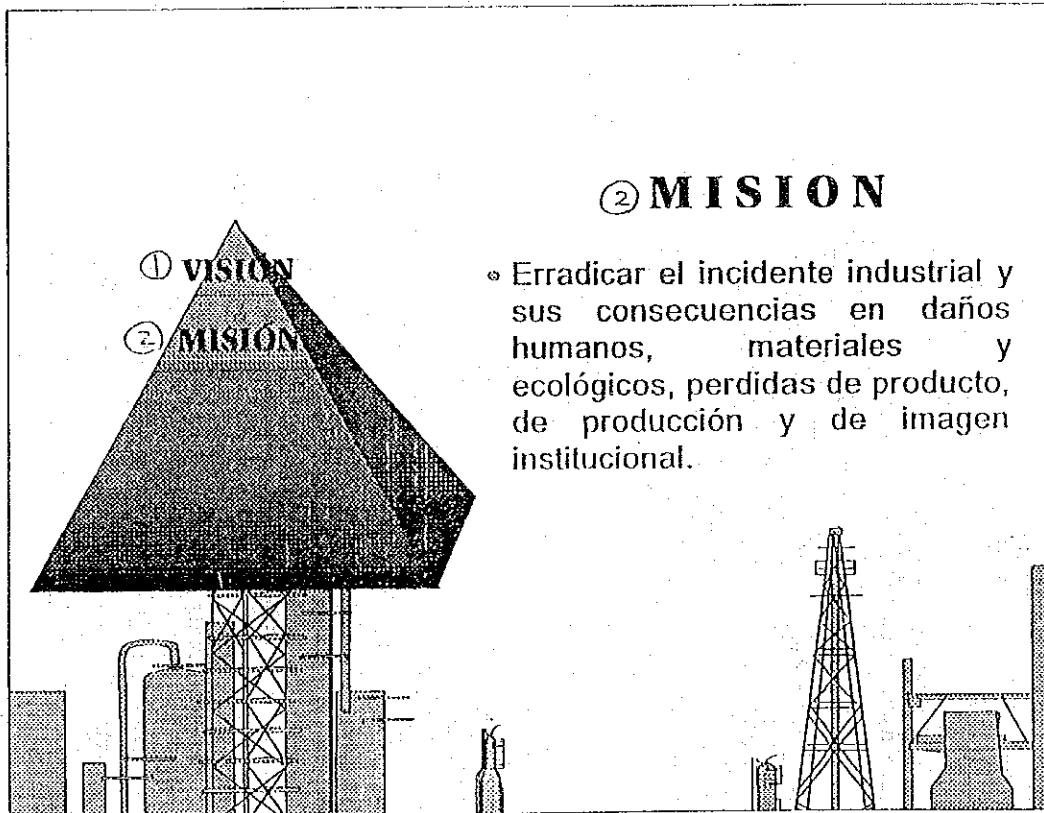 ② MISION
① VISIÓN
② MISIÓN
Erradicar el incidente industrial y
sus consecuencias en daños
humanos, materiales y
ecológicos, perdidas de producto,
de producción y de imagen
institucional.